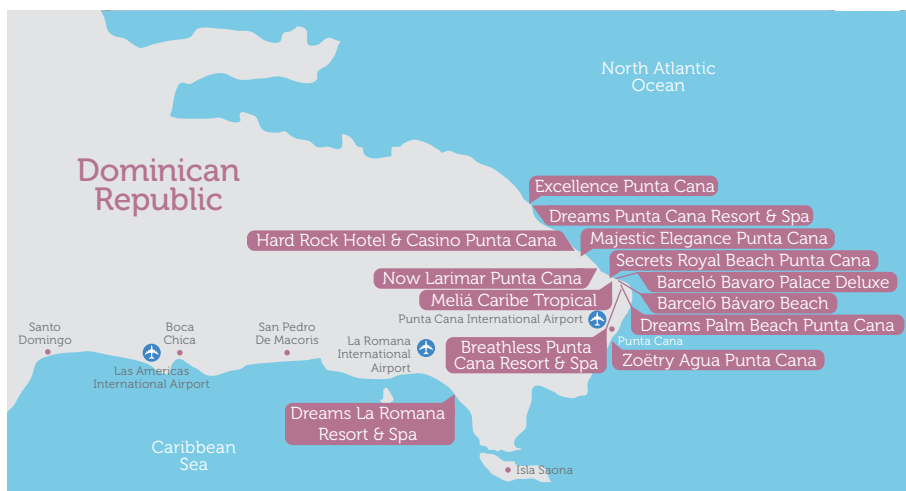 North Atlantic
Ocean
Dominican
Republic
Excellence Punta Cana
Dreams Punta Cana Resort & Spa
Hard Rock Hotel & Casino Punta Cana
Majestic Elegance Punta Cana
Secrets Royal Beach Punta Cana
Now Larimar Punta Cana
Barceló Bavaro Palace Deluxe
Meliá Caribe Tropical
Barceló Bávaro Beach
Punta Cana International Airport
Dreams Palm Beach Punta Cana
Santo
Domingo
Boca
Chica
San Pedro
De Macoris
La Romana
International
Airport
Breathless Punta
Cana Resort & Spa
Punta Cana
Zoëtry Agua Punta Cana
Las Americas
International Airport
Dreams La Romana
Resort & Spa
Caribbean
Sea
Isla Saona